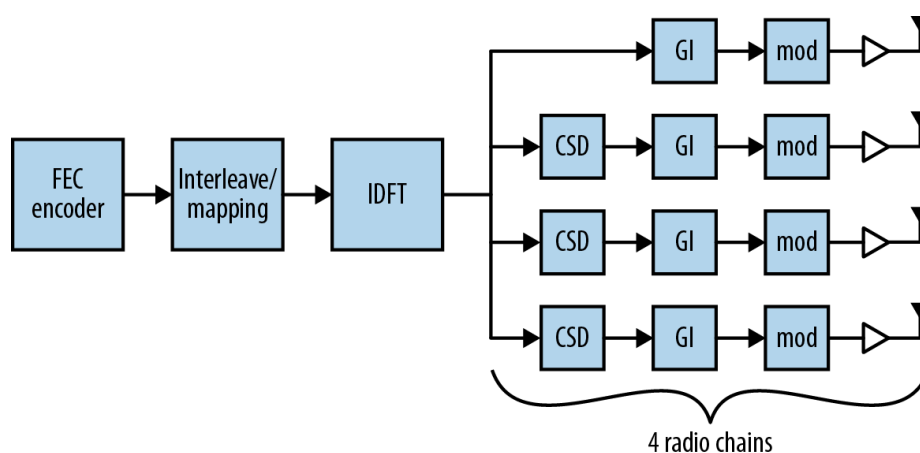 GI
mod
CSD
GI
mod
FEC
encoder
Interleave/
mapping
IDFT
CSD
GI
mod
CSD
GI
mod
4 radio chains